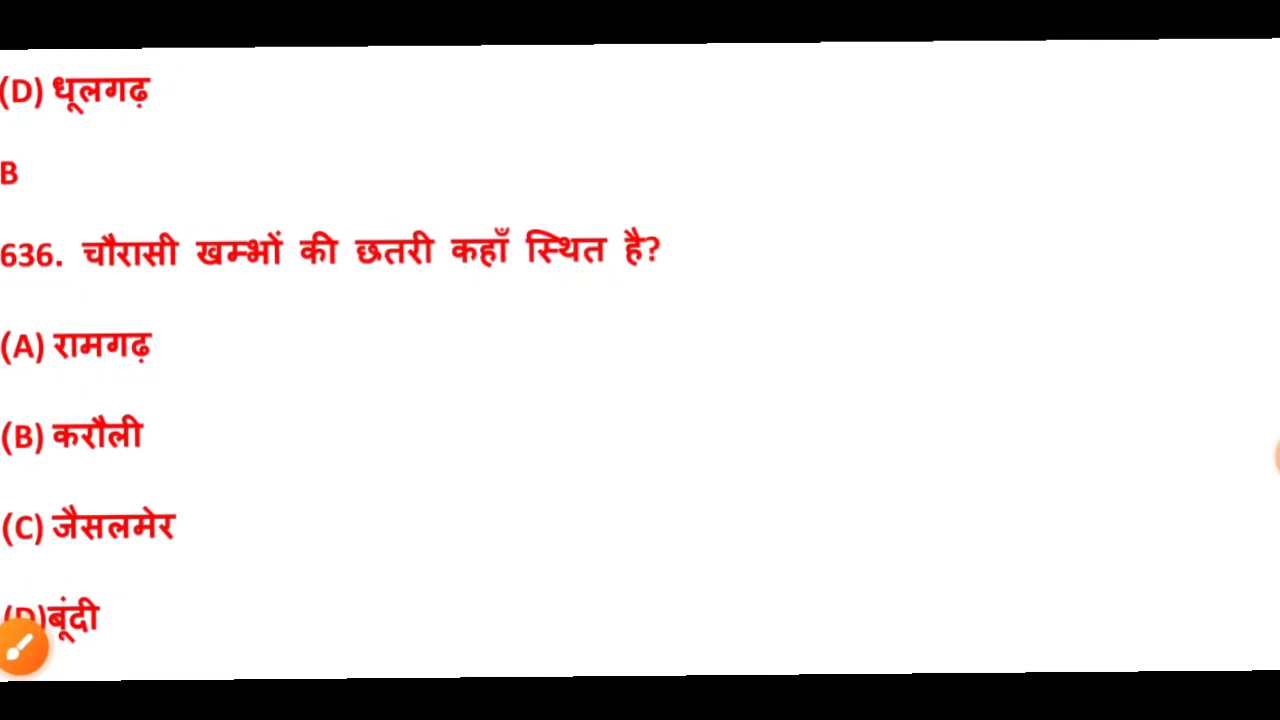 (D) धूलगढ़
B
636. चौरासी खम्भों की छतरी कहाँ स्थित है?
(A) रामगढ़
(B) करौली
(C) जैसलमेर
(D)बूंदी